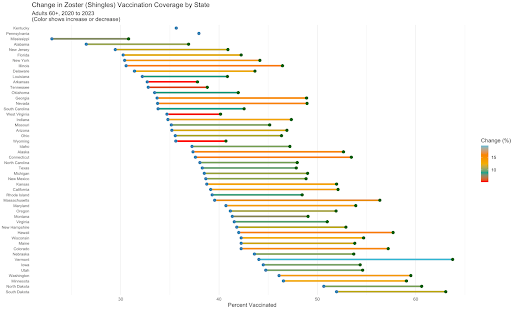 Change in Zoster (Shingles) Vaccination Coverage by State
Adults 60+, 2020 to 2023
(Color shows increase or decrease)
Kentucky
Pennsylvania
Mississippi
Alabama
New Jersey
Florida
New York
Illinois
Delaware
Louisiana
Arkansas
Tennessee
Oklahoma
Georgia
Nevada
South Carolina
West Virginia
Indiana
Missouri
Arizona
Ohio
Wyoming
Idaho
Alaska
Connecticut
North Carolina
Texas
Michigan
New Mexico
Kansas
California
Rhode Island
Massachusetts
Maryland
Oregon
Montana
Virginia
New Hampshire
Hawaii
Wisconsin
Maine
Colorado
Nebraska
Vermont
Iowa
Utah
Washington
Minnesota
North Dakota
South Dakota
30 40 50 60
Percent Vaccinated
Change (%)
15
10